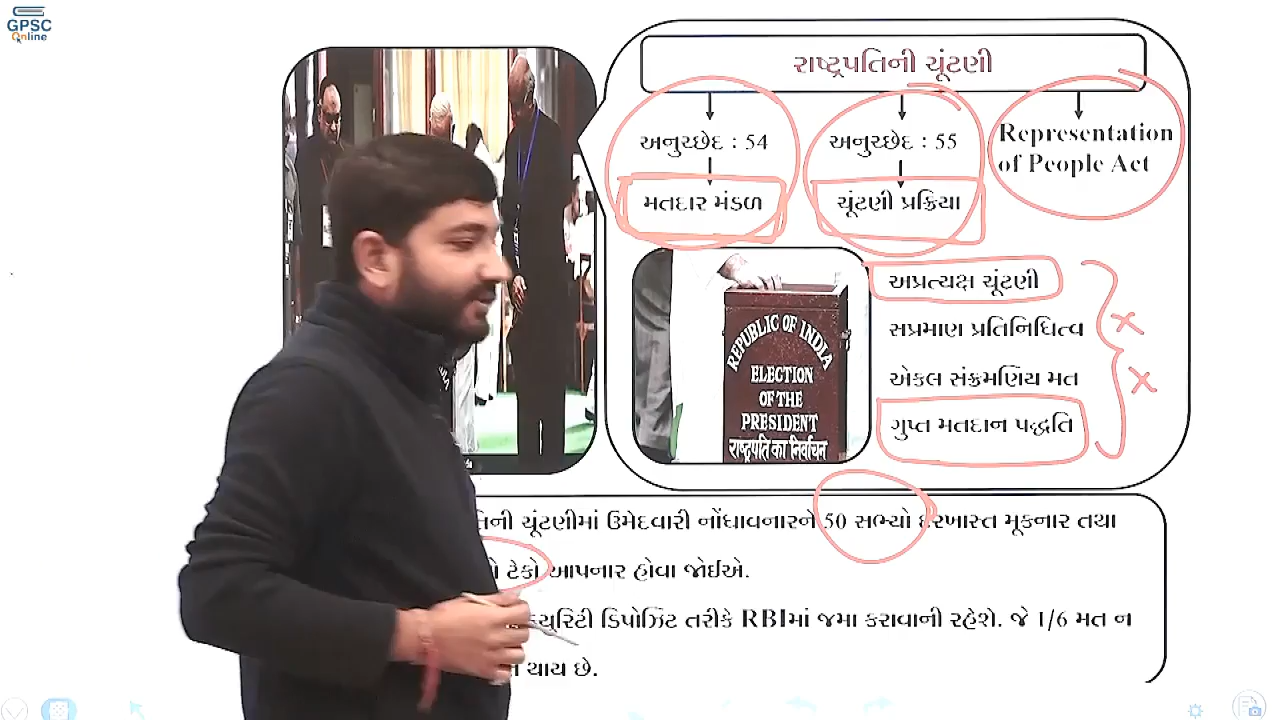 GPSC
Online
રાષ્ટ્રપતિની ચૂંટણી
અનુચ્છેદ : 54
અનુચ્છેદ : 55
Representation
of People Act
મતદાર મંડળ
ચૂંટણી પ્રક્રિયા
અપ્રત્યક્ષ ચૂંટણી
સપ્રમાણ પ્રતિનિધિત્વ
એકલ સંક્રમણિય મત
ગુપ્ત મતદાન પદ્ધતિ
REPUBLIC OF INDIA
ELECTION
OF THE
PRESIDENT
राष्ट्रपति का निर्वाचन
ચૂંટણીમાં ઉમેદવારી નોંધાવનારને 50 સભ્યો દરખાસ્ત મૂકનાર તથા
ટેકો આપનાર હોવા જોઈએ.
ડિપોઝિટ તરીકે RBIમાં જમા કરાવાની રહેશે. જે 1/6 મત ન
થાય છે.